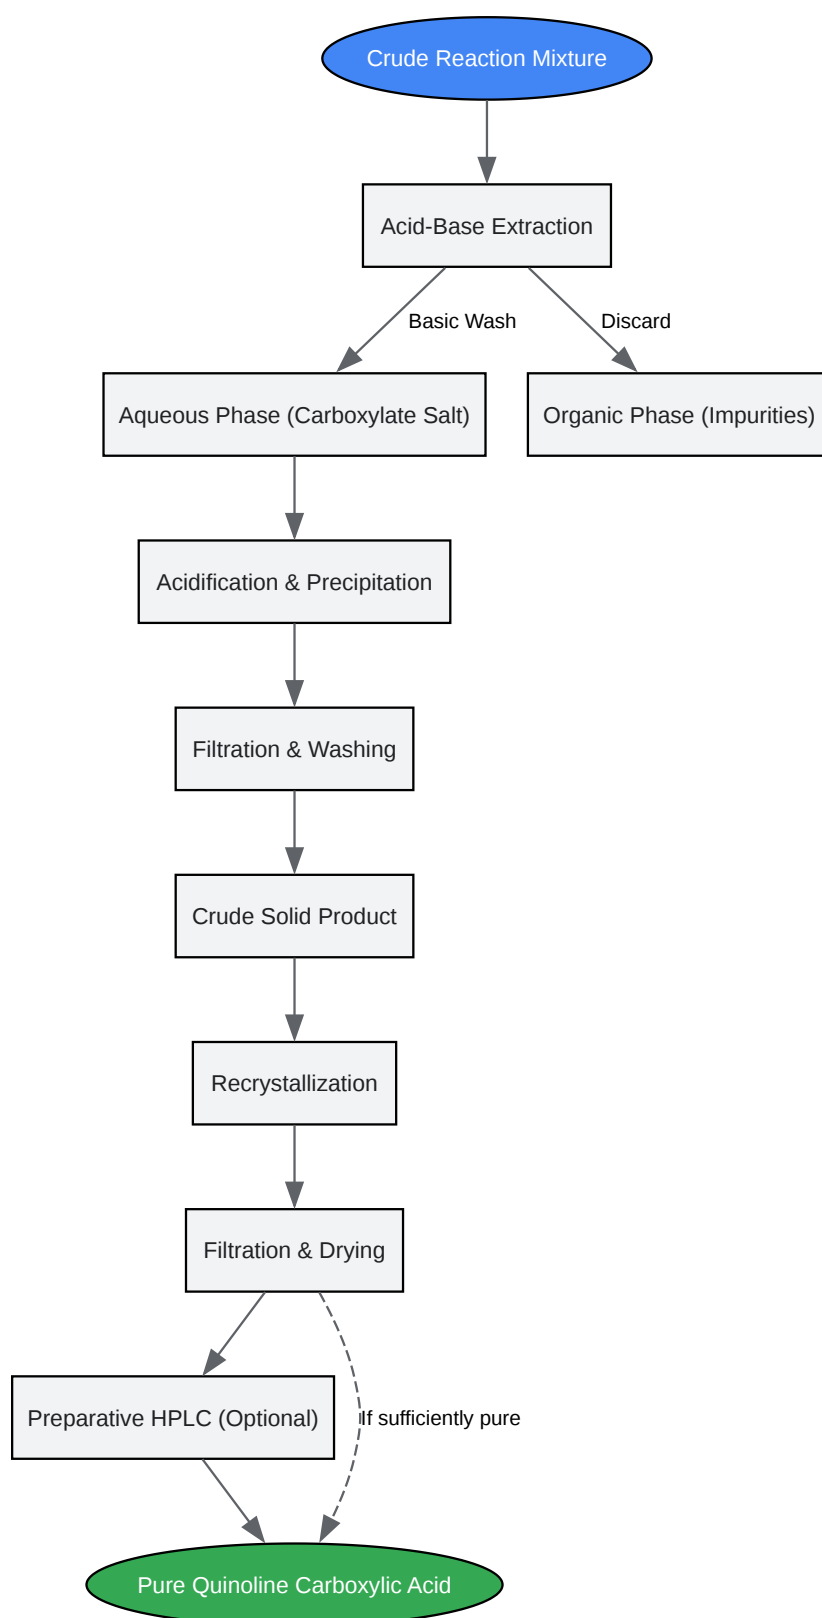 Crude Reaction Mixture
Acid-Base Extraction
Basic Wash
Discard
Aqueous Phase (Carboxylate Salt)
Organic Phase (Impurities)
Acidification & Precipitation
Filtration & Washing
Crude Solid Product
Recrystallization
Filtration & Drying
Preparative HPLC (Optional)
If sufficiently pure
Pure Quinoline Carboxylic Acid